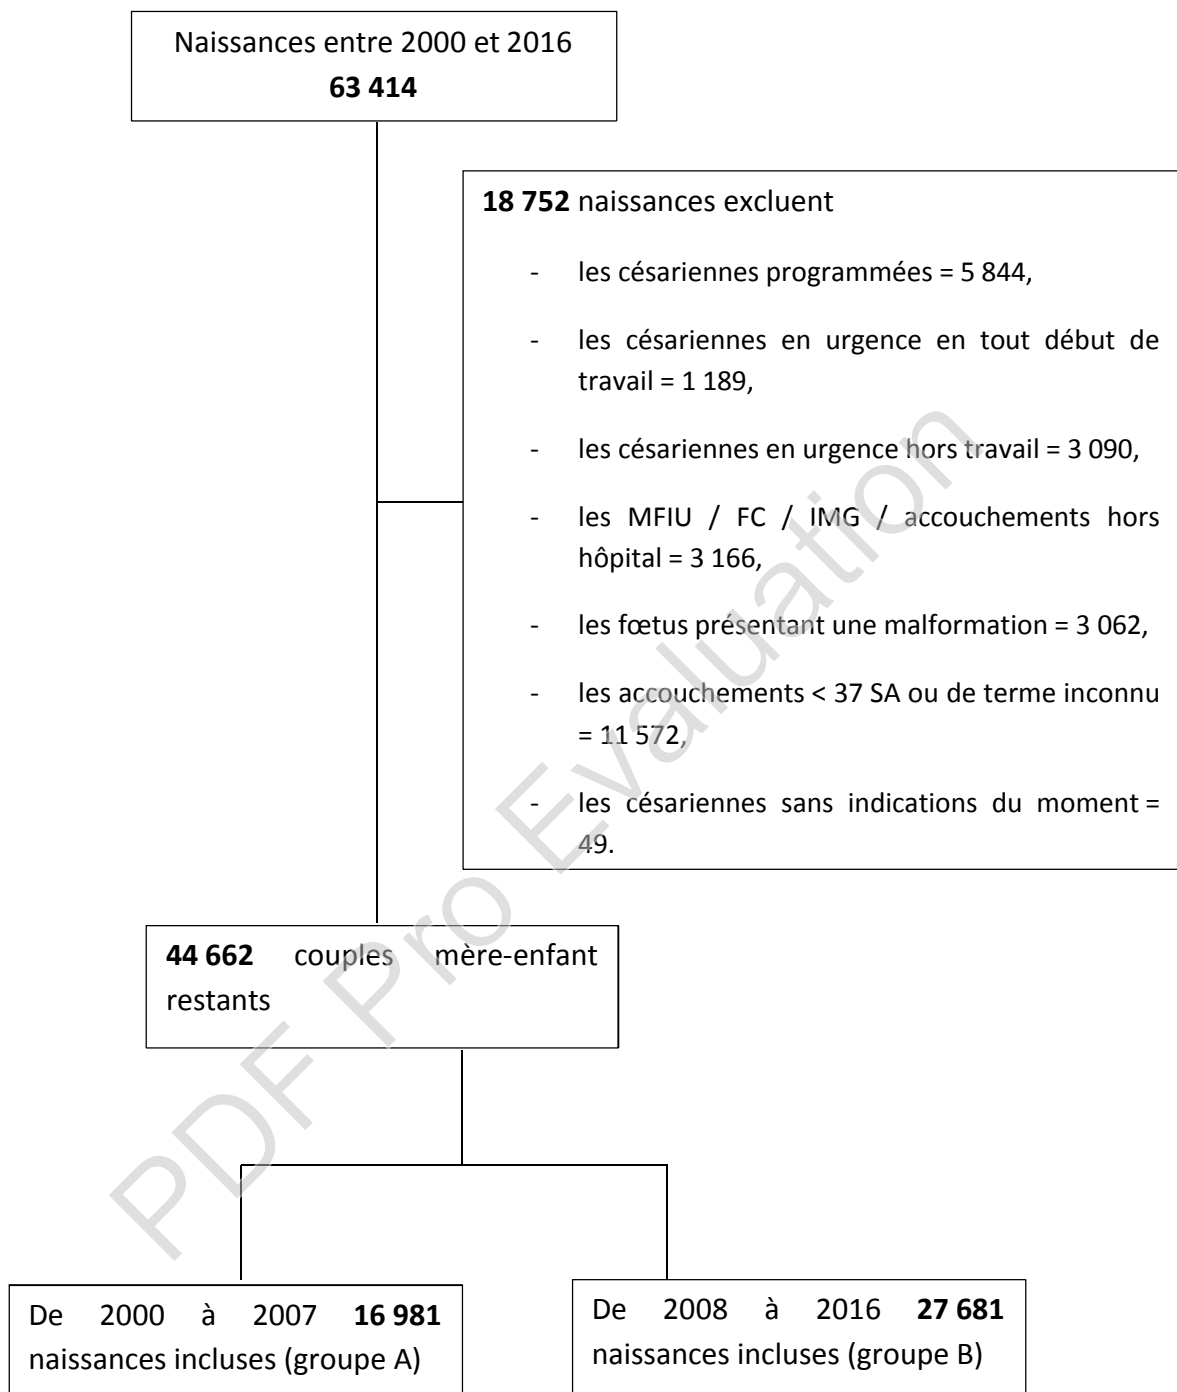 Naissances entre 2000 et 2016
63 414
18 752 naissances excluent
- les césariennes programmées = 5 844,
- les césariennes en urgence en tout début de
travail = 1 189,
- les césariennes en urgence hors travail = 3 090,
- les MFIU / FC / IMG / accouchements hors
hôpital = 3 166,
- les fœtus présentant une malformation = 3 062,
- les accouchements < 37 SA ou de terme inconnu
= 11 572,
- les césariennes sans indications du moment =
49.
44 662 couples mère-enfant
restants
De 2000 à 2007 16 981
naissances incluses (groupe A)
De 2008 à 2016 27 681
naissances incluses (groupe B)
PDF Pro Evaluation